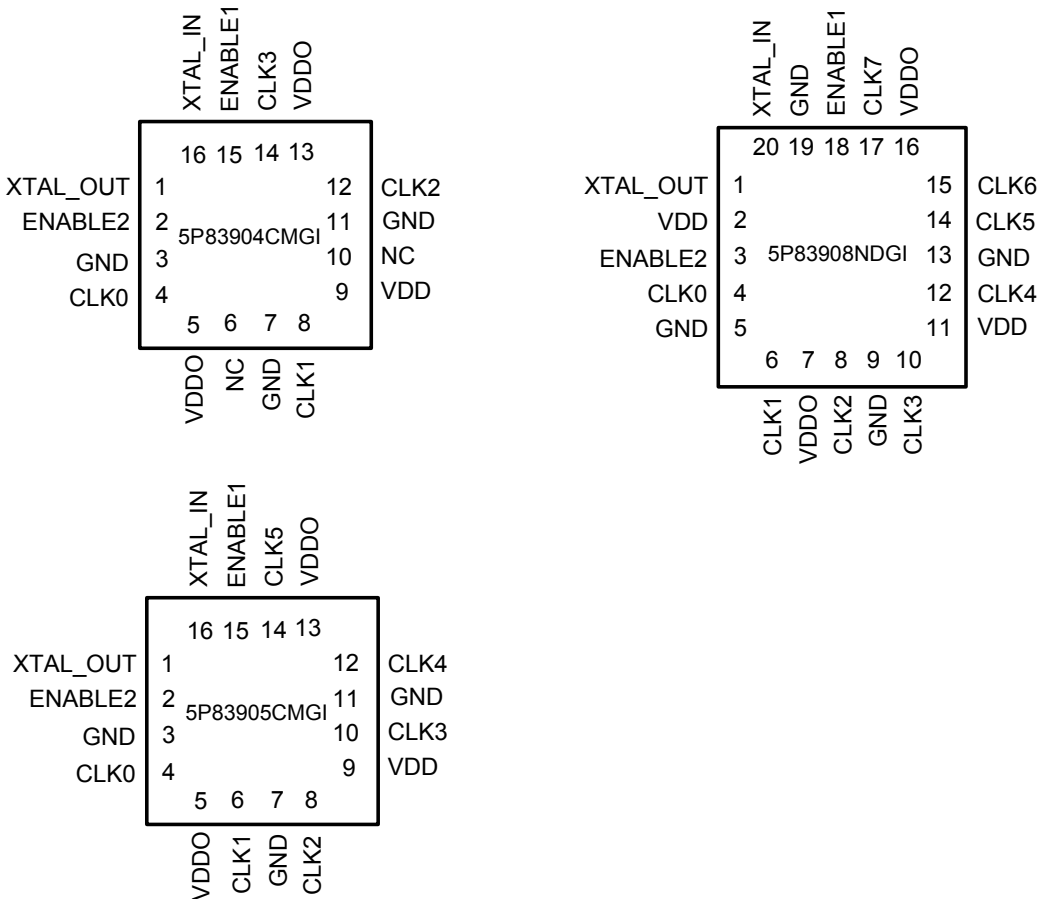 XTAL_IN ENABLE1 CLK3 VDDO
16 15 14 13
XTAL_OUT 1 12 CLK2
ENABLE2 2 11 GND
5P83904CMGI
GND 3 10 NC
CLK0 4 9 VDD
5 6 7 8
VDDO NC GND CLK1
XTAL_IN GND ENABLE1 CLK7 VDDO
20 19 18 17 16
XTAL_OUT 1 15 CLK6
VDD 2 14 CLK5
ENABLE2 3 5P83908NDGI 13 GND
CLK0 4 12 CLK4
GND 5 11 VDD
6 7 8 9 10
CLK1 VDDO CLK2 GND CLK3
XTAL_IN ENABLE1 CLK5 VDDO
16 15 14 13
XTAL_OUT 1 12 CLK4
ENABLE2 2 11 GND
5P83905CMGI
GND 3 10 CLK3
CLK0 4 9 VDD
5 6 7 8
VDDO CLK1 GND CLK2